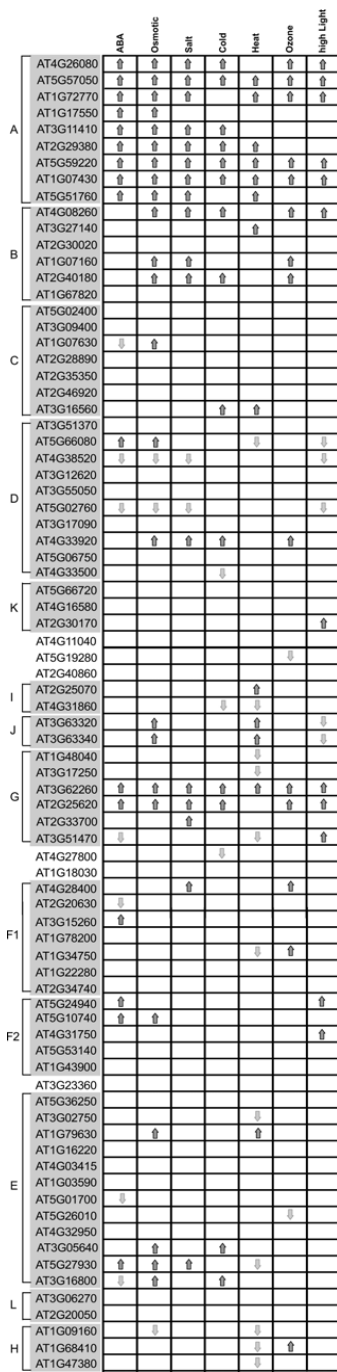 ABA Osmotic Salt Cold Heat Ozone high Light
A
AT4G26080
AT5G57050
AT1G72770
AT1G17550
AT3G11410
AT2G29380
AT5G59220
AT1G07430
AT5G51760
B
AT4G08260
AT3G27140
AT2G30020
AT1G07160
AT2G40180
AT1G67820
C
AT5G02400
AT3G09400
AT1G07630
AT2G28890
AT2G35350
AT2G46920
AT3G16560
D
AT3G51370
AT5G66080
AT4G38520
AT3G12620
AT3G55050
AT5G02760
AT3G17090
AT4G33920
AT5G06750
AT4G33500
K
AT5G66720
AT4G16580
AT2G30170
AT4G11040
AT5G19280
AT2G40860
I
AT2G25070
AT4G31860
J
AT3G63320
AT3G63340
G
AT1G48040
AT3G17250
AT3G62260
AT2G25620
AT2G33700
AT3G51470
AT4G27800
AT1G18030
F1
AT4G28400
AT2G20630
AT3G15260
AT1G78200
AT1G34750
AT1G22280
AT2G34740
F2
AT5G24940
AT5G10740
AT4G31750
AT5G53140
AT1G43900
AT3G23360
E
AT5G36250
AT3G02750
AT1G79630
AT1G16220
AT4G03415
AT1G03590
AT5G01700
AT5G26010
AT4G32950
AT3G05640
AT5G27930
AT3G16800
L
AT3G06270
AT2G20050
H
AT1G09160
AT1G68410
AT1G47380